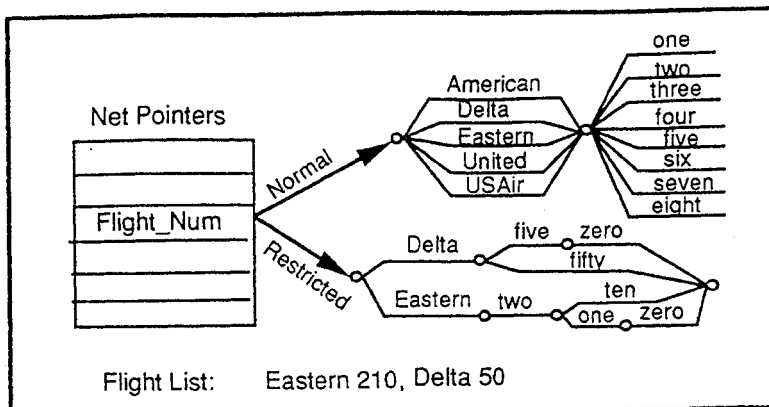 Net Pointers
Flight_Num
Normal
Restricted
American
Delta
Eastern
United
USAir
one
two
three
four
five
six
seven
eight
Delta
five
zero
fifty
Eastern
two
ten
one
zero
Flight List: Eastern 210, Delta 50